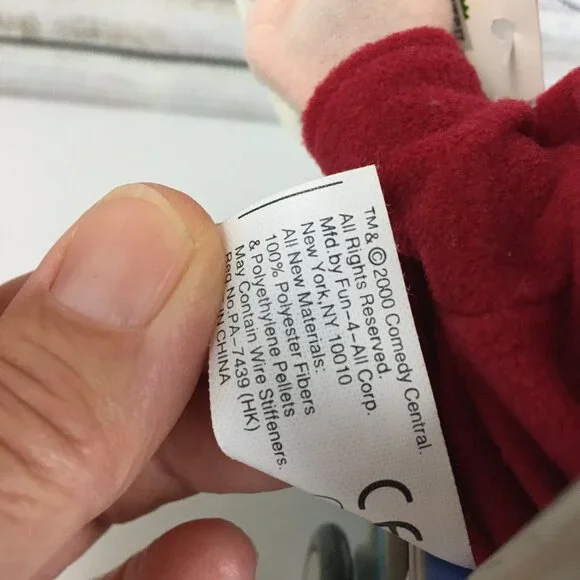 TM & ©2000 Comedy Central.
All Rights Reserved.
Mfd.by Fun-4-All Corp.
New York,NY 10010
All New Materials:
100% Polyester Fibers
& Polyethylene Pellets
May Contain Wire Stiffeners.
Reg.No.PA-7439 (HK)
IN CHINA
CE